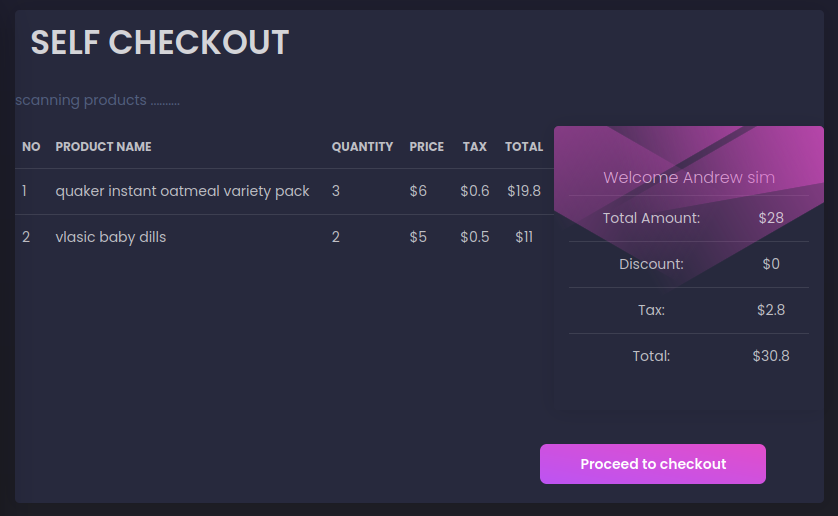 SELF CHECKOUT
scanning products ..........
NO PRODUCT NAME QUANTITY PRICE TAX TOTAL
1 quaker instant oatmeal variety pack 3 $6 $0.6 $19.8
2 vlasic baby dills 2 $5 $0.5 $11
Welcome Andrew sim
Total Amount: $28
Discount: $0
Tax: $2.8
Total: $30.8
Proceed to checkout